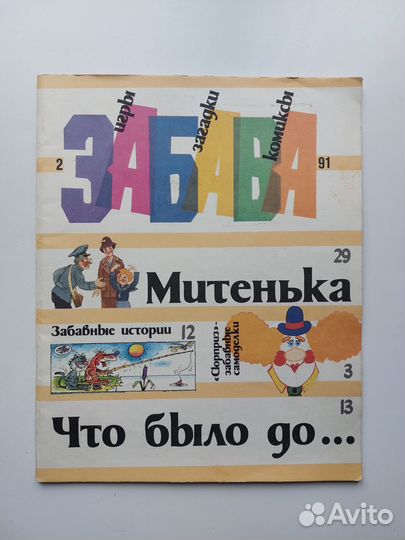 игры
загадки
комиксы
2
ЗАБАВА
91
29
Митенька
Забавные истории 12
«Сюрприз»-
забавные
самоделки
3
13
Что было до...
Avito